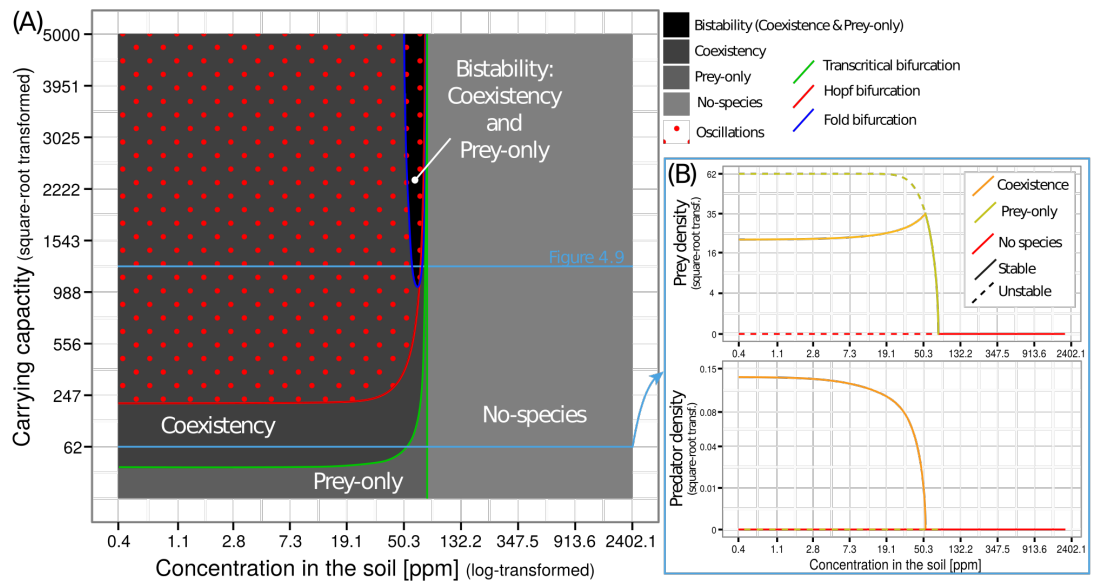 (A)
5000
3951
3025
2222
1543
988
556
247
62
Carrying capactity (square-root transformed)
Bistability:
Coexistency
and
Prey-only
Figure 4.9
Coexistency
No-species
Prey-only
0.4 1.1 2.8 7.3 19.1 50.3 132.2 347.5 913.6 2402.1
Concentration in the soil [ppm] (log-transformed)
Bistability (Coexistence & Prey-only)
Coexistency
Prey-only
No-species
Oscillations
Transcritical bifurcation
Hopf bifurcation
Fold bifurcation
(B)
62
35
16
4
0
Prey density
(square-root transf.)
Coexistence
Prey-only
No species
Stable
Unstable
0.4 1.1 2.8 7.3 19.1 50.3 132.2 347.5 913.6 2402.1
0.15
0.08
0.04
0.01
0
Predator density
(square-root transf.)
0.4 1.1 2.8 7.3 19.1 50.3 132.2 347.5 913.6 2402.1
Concentration in the soil [ppm]